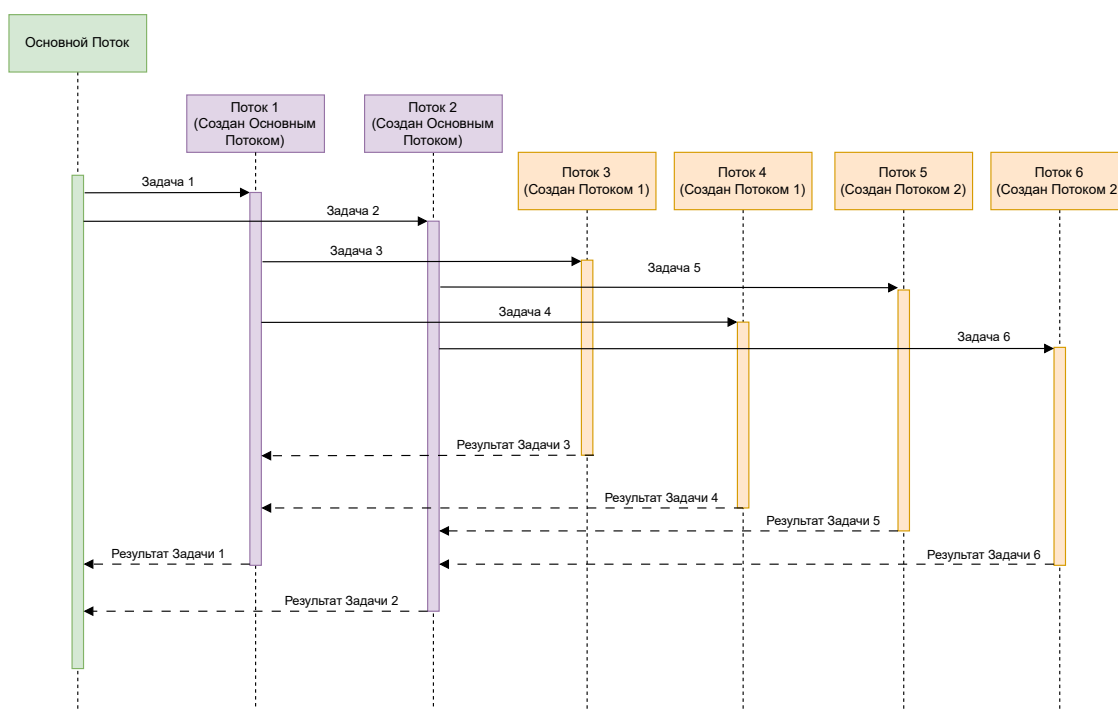 Основной Поток
Поток 1
(Создан Основным
Потоком)
Поток 2
(Создан Основным
Потоком)
Поток 3
(Создан Потоком 1)
Поток 4
(Создан Потоком 1)
Поток 5
(Создан Потоком 2)
Поток 6
(Создан Потоком 2
Задача 1
Задача 2
Задача 3
Задача 5
Задача 4
Задача 6
Результат Задачи 3
Результат Задачи 4
Результат Задачи 5
Результат Задачи 1
Результат Задачи 6
Результат Задачи 2